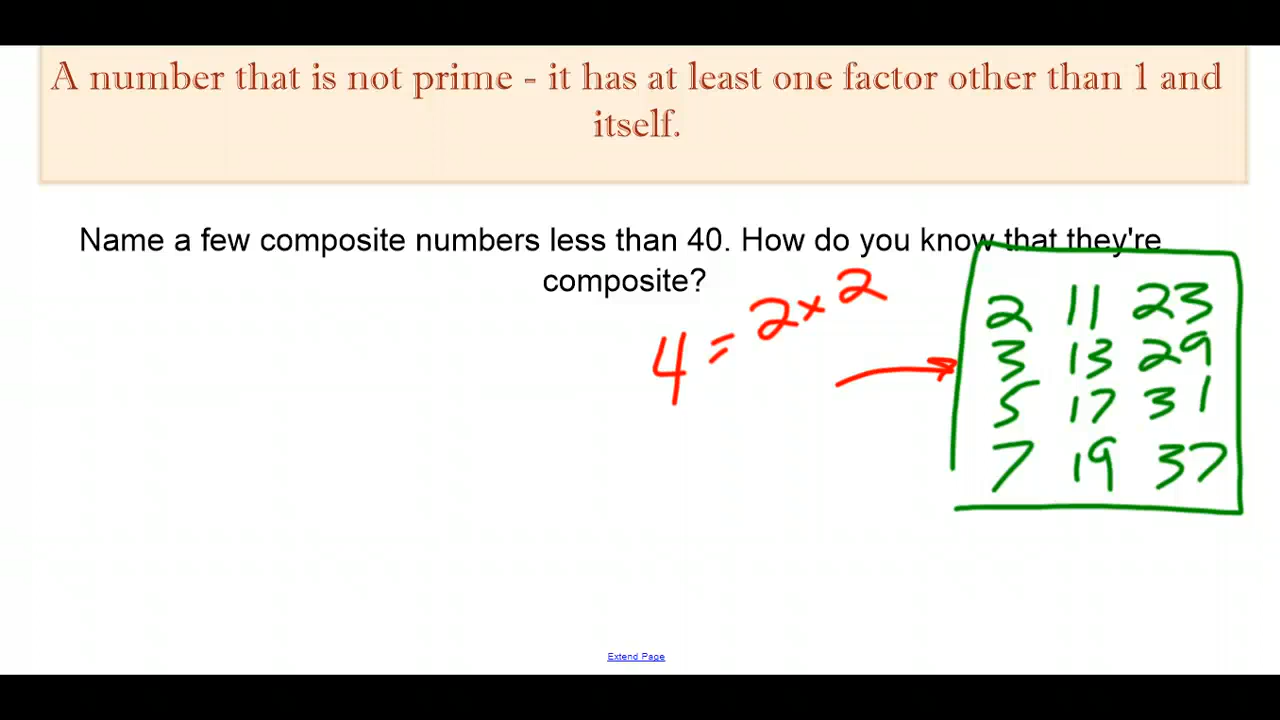 A number that is not prime - it has at least one factor other than 1 and
itself.
Name a few composite numbers less than 40. How do you know that they're
composite?
4 = 2 x 2
2 11 23
3 13 29
5 17 31
7 19 37
Extend Page